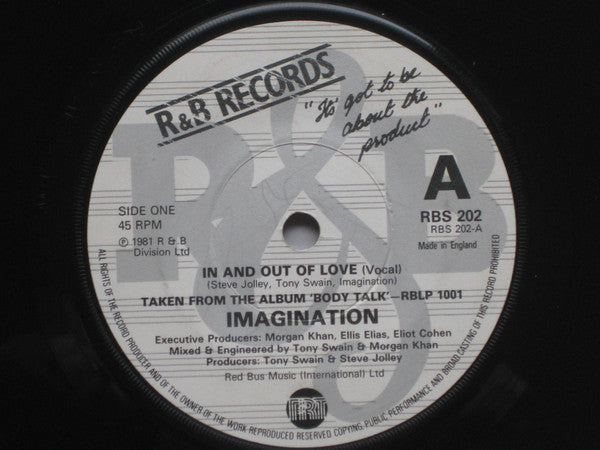 R&B RECORDS
"It's got to be
about the
product"
R&B
A
SIDE ONE
45 RPM
℗ 1981 R & B
Division Ltd
RBS 202
RBS 202-A
Made in England
IN AND OUT OF LOVE (Vocal)
(Steve Jolley, Tony Swain, Imagination)
TAKEN FROM THE ALBUM 'BODY TALK'—RBLP 1001
IMAGINATION
Executive Producers: Morgan Khan, Ellis Elias, Eliot Cohen
Mixed & Engineered by Tony Swain & Morgan Khan
Producers: Tony Swain & Steve Jolley
Red Bus Music (International) Ltd
PRT
ALL RIGHTS OF THE RECORD PRODUCER AND OF THE OWNER OF THE WORK REPRODUCED RESERVED COPYING PUBLIC PERFORMANCE AND BROADCASTING OF THIS RECORD PROHIBITED